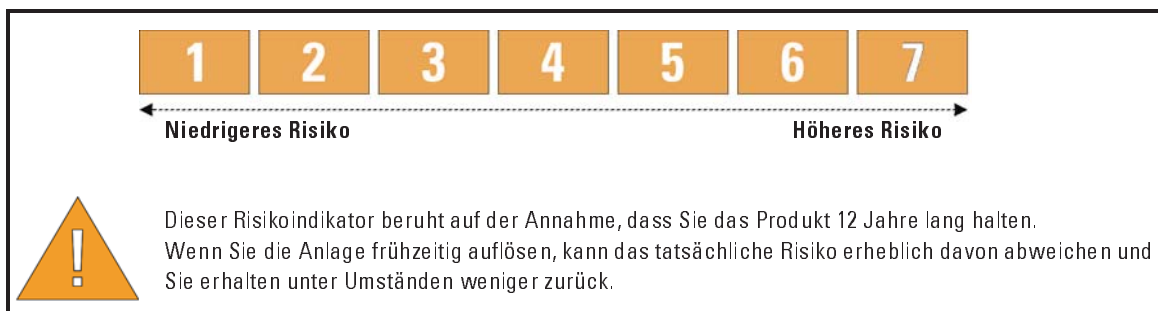 1 2 3 4 5 6 7
Niedrigeres Risiko Höheres Risiko
Dieser Risikoindikator beruht auf der Annahme, dass Sie das Produkt 12 Jahre lang halten.
Wenn Sie die Anlage frühzeitig auflösen, kann das tatsächliche Risiko erheblich davon abweichen und
Sie erhalten unter Umständen weniger zurück.